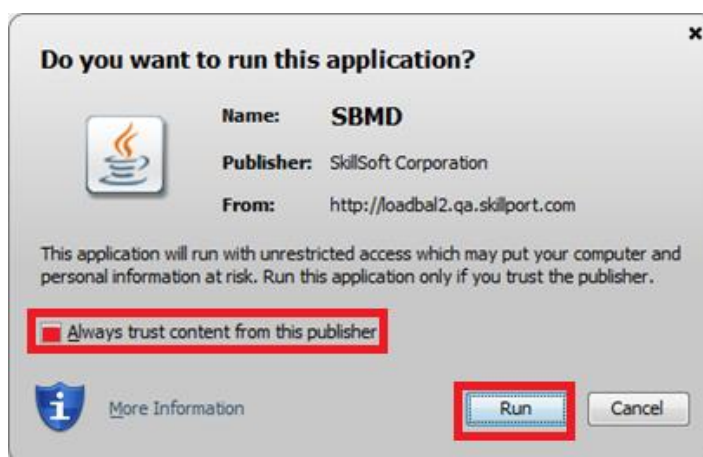 Do you want to run this application?
Name: SBMD
Publisher: SkillSoft Corporation
From: http://loadbal2.qa.skillport.com
This application will run with unrestricted access which may put your computer and
personal information at risk. Run this application only if you trust the publisher.
Always trust content from this publisher
More Information
Run
Cancel